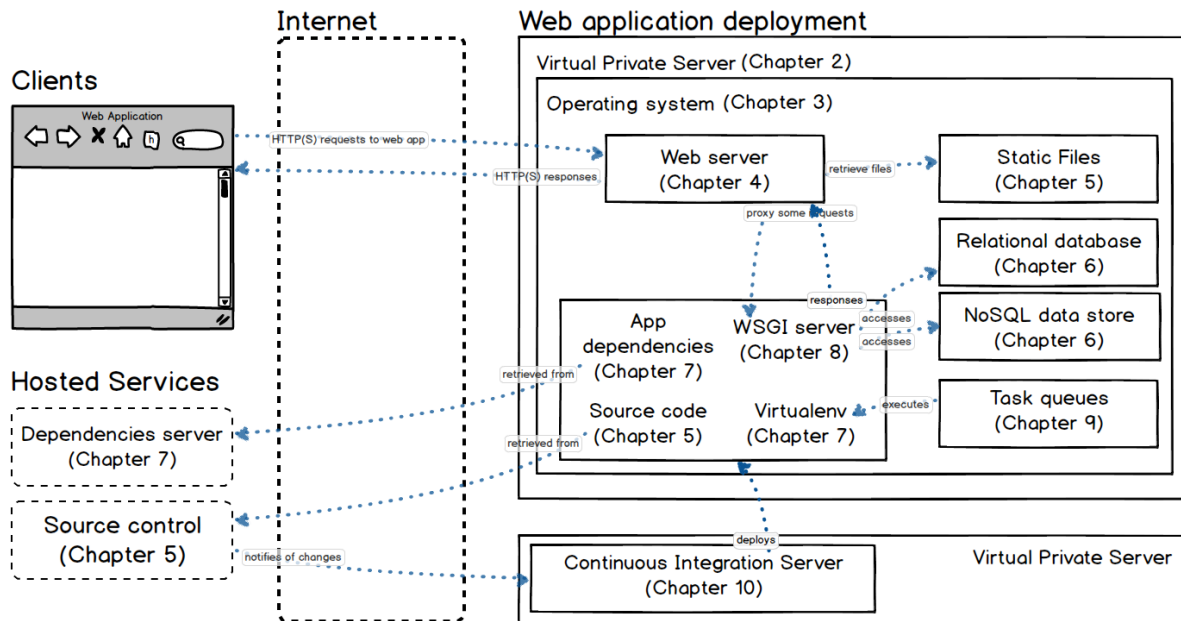 Internet
Web application deployment
Virtual Private Server (Chapter 2)
Clients
Operating system (Chapter 3)
Web Application
h
HTTP(S) requests to web app
HTTP(S) responses
Web server
(Chapter 4)
retrieve files
Static Files
(Chapter 5)
proxy some requests
Relational database
(Chapter 6)
responses
accesses
NoSQL data store
(Chapter 6)
accesses
App
dependencies
(Chapter 7)
WSGI server
(Chapter 8)
Hosted Services
retrieved from
Dependencies server
(Chapter 7)
Source code
(Chapter 5)
Virtualenv
(Chapter 7)
executes
Task queues
(Chapter 9)
retrieved from
Source control
(Chapter 5)
notifies of changes
deploys
Continuous Integration Server
(Chapter 10)
Virtual Private Server